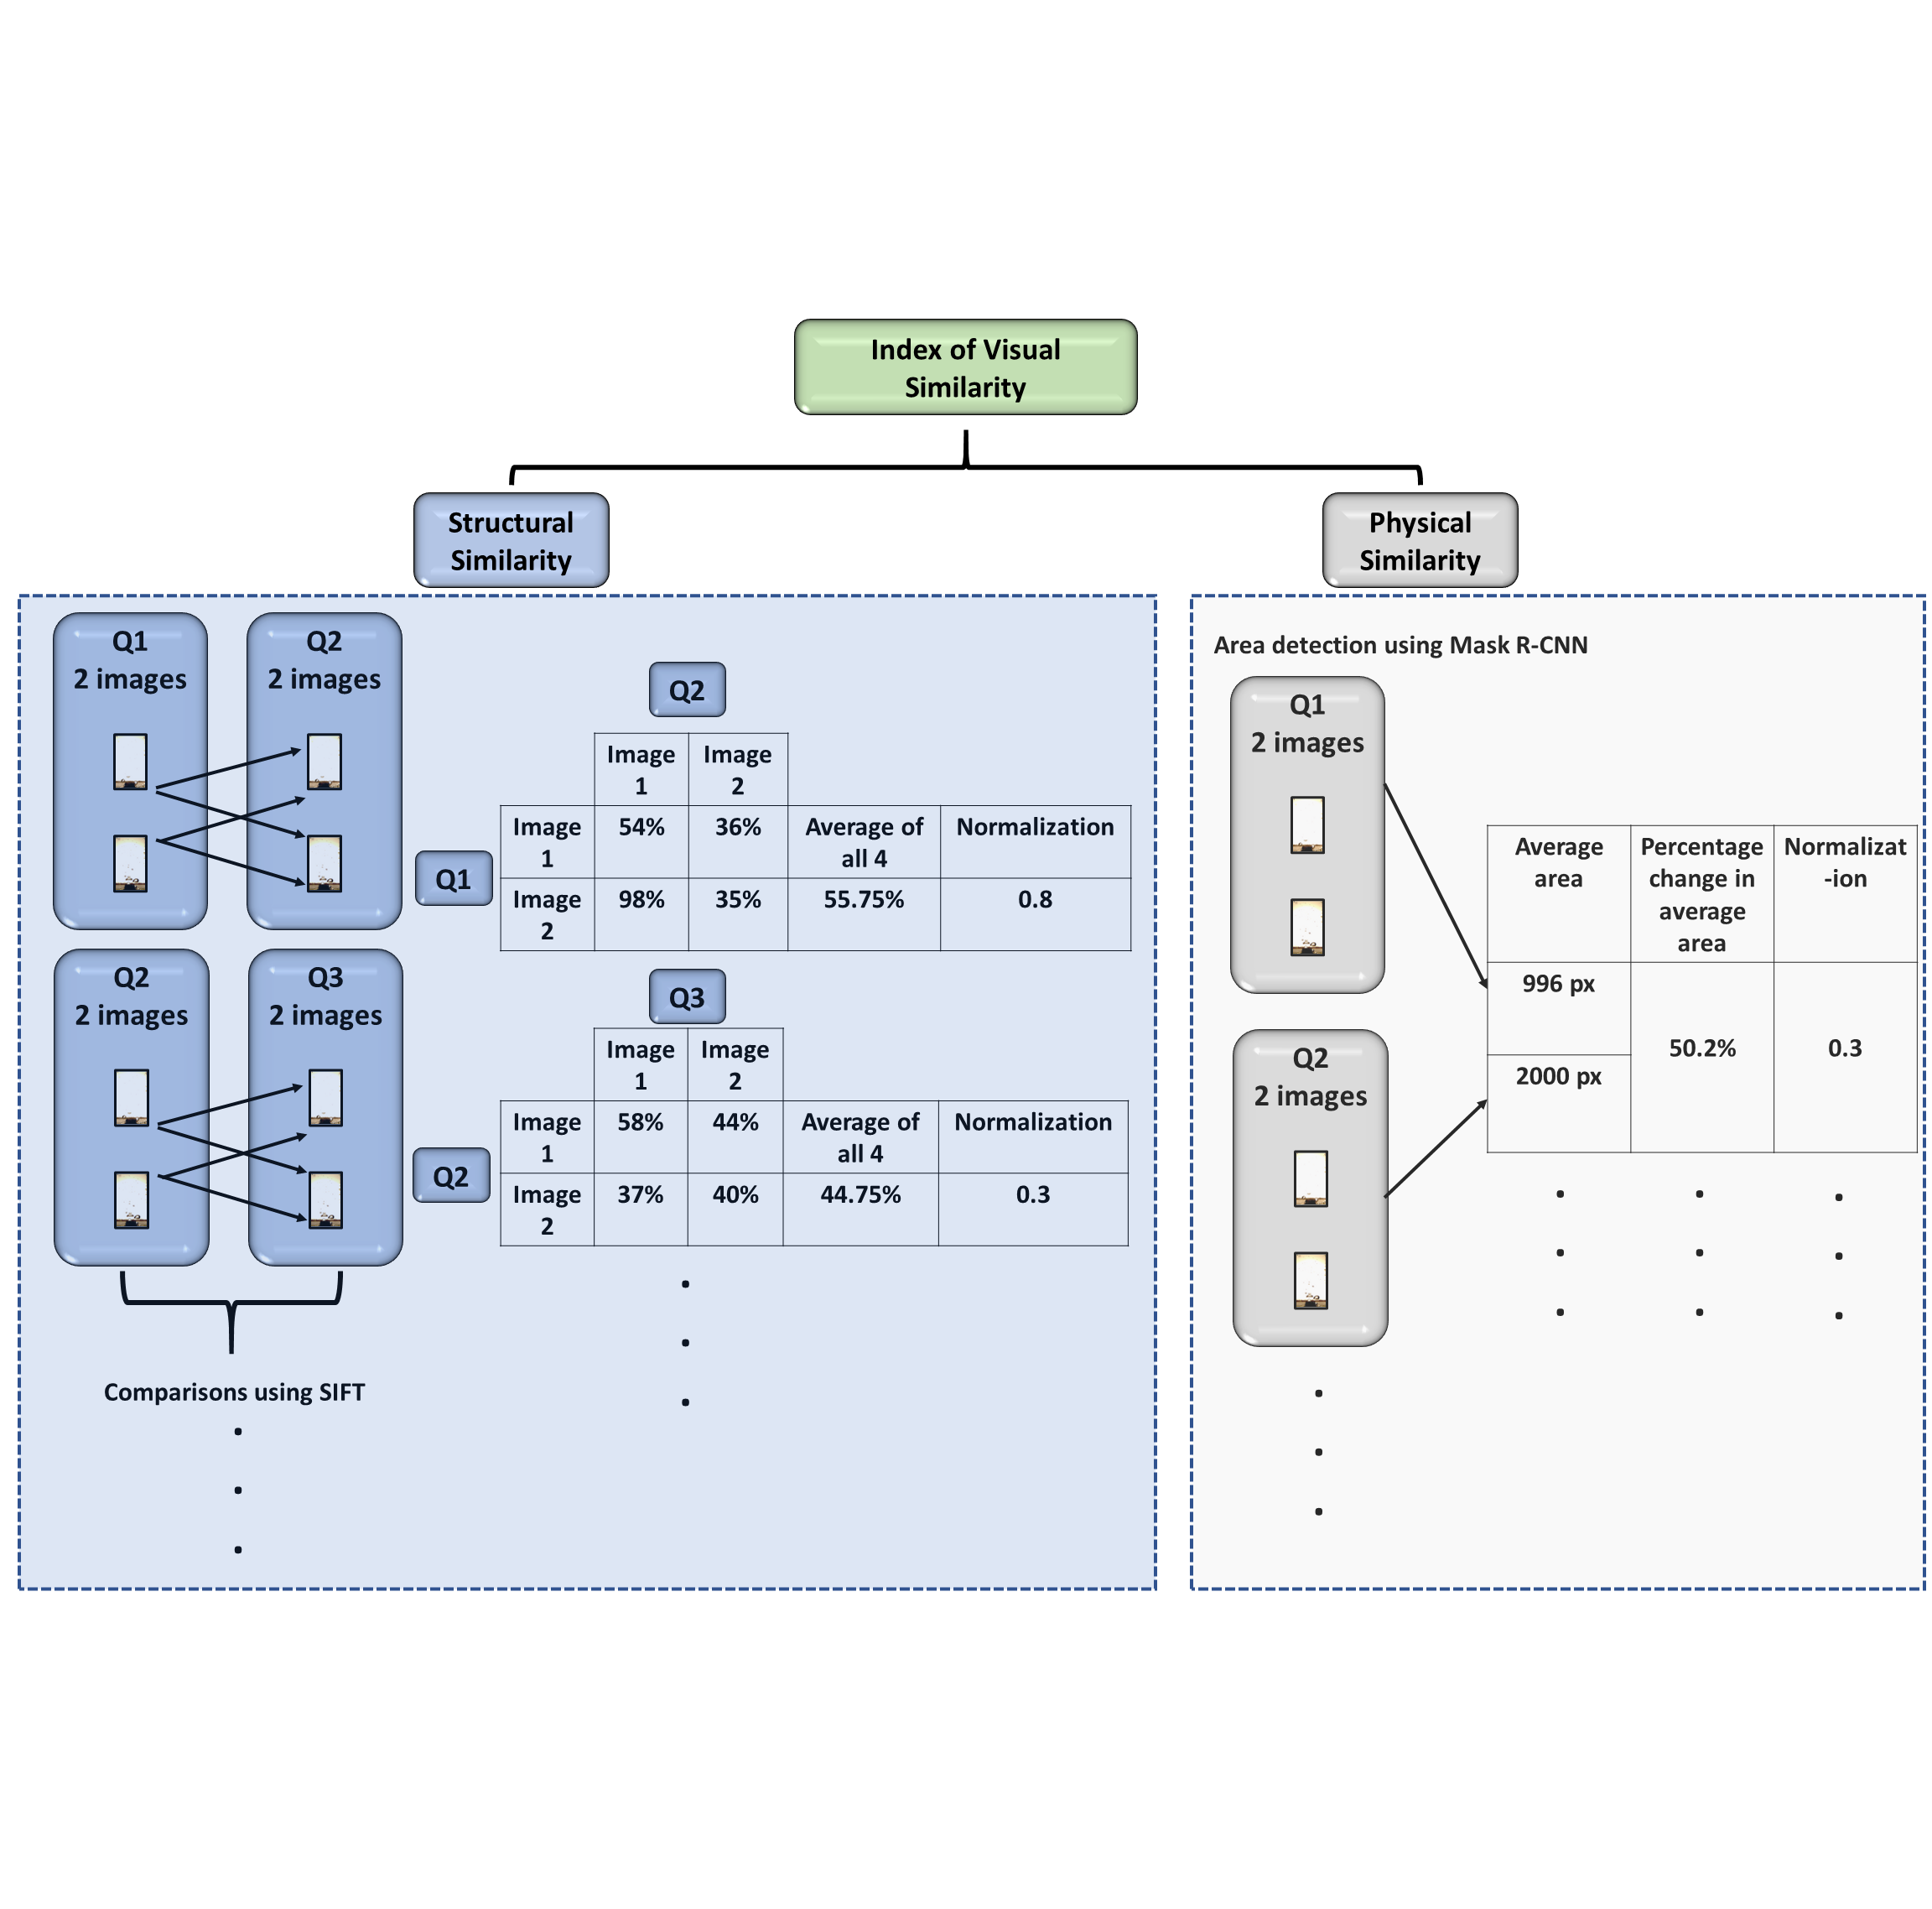 Index of Visual
Similarity
Structural
Similarity
Physical
Similarity
Q1
2 images
Q2
2 images
Q2
Image
1
Image
2
Q1
Image
1
54%
36%
Average of
all 4
Normalization
Image
2
98%
35%
55.75%
0.8
Q2
2 images
Q3
2 images
Q3
Image
1
Image
2
Q2
Image
1
58%
44%
Average of
all 4
Normalization
Image
2
37%
40%
44.75%
0.3
Comparisons using SIFT
Area detection using Mask R-CNN
Q1
2 images
Q2
2 images
Average
area
Percentage
change in
average
area
Normalizat
-ion
996 px
2000 px
50.2%
0.3